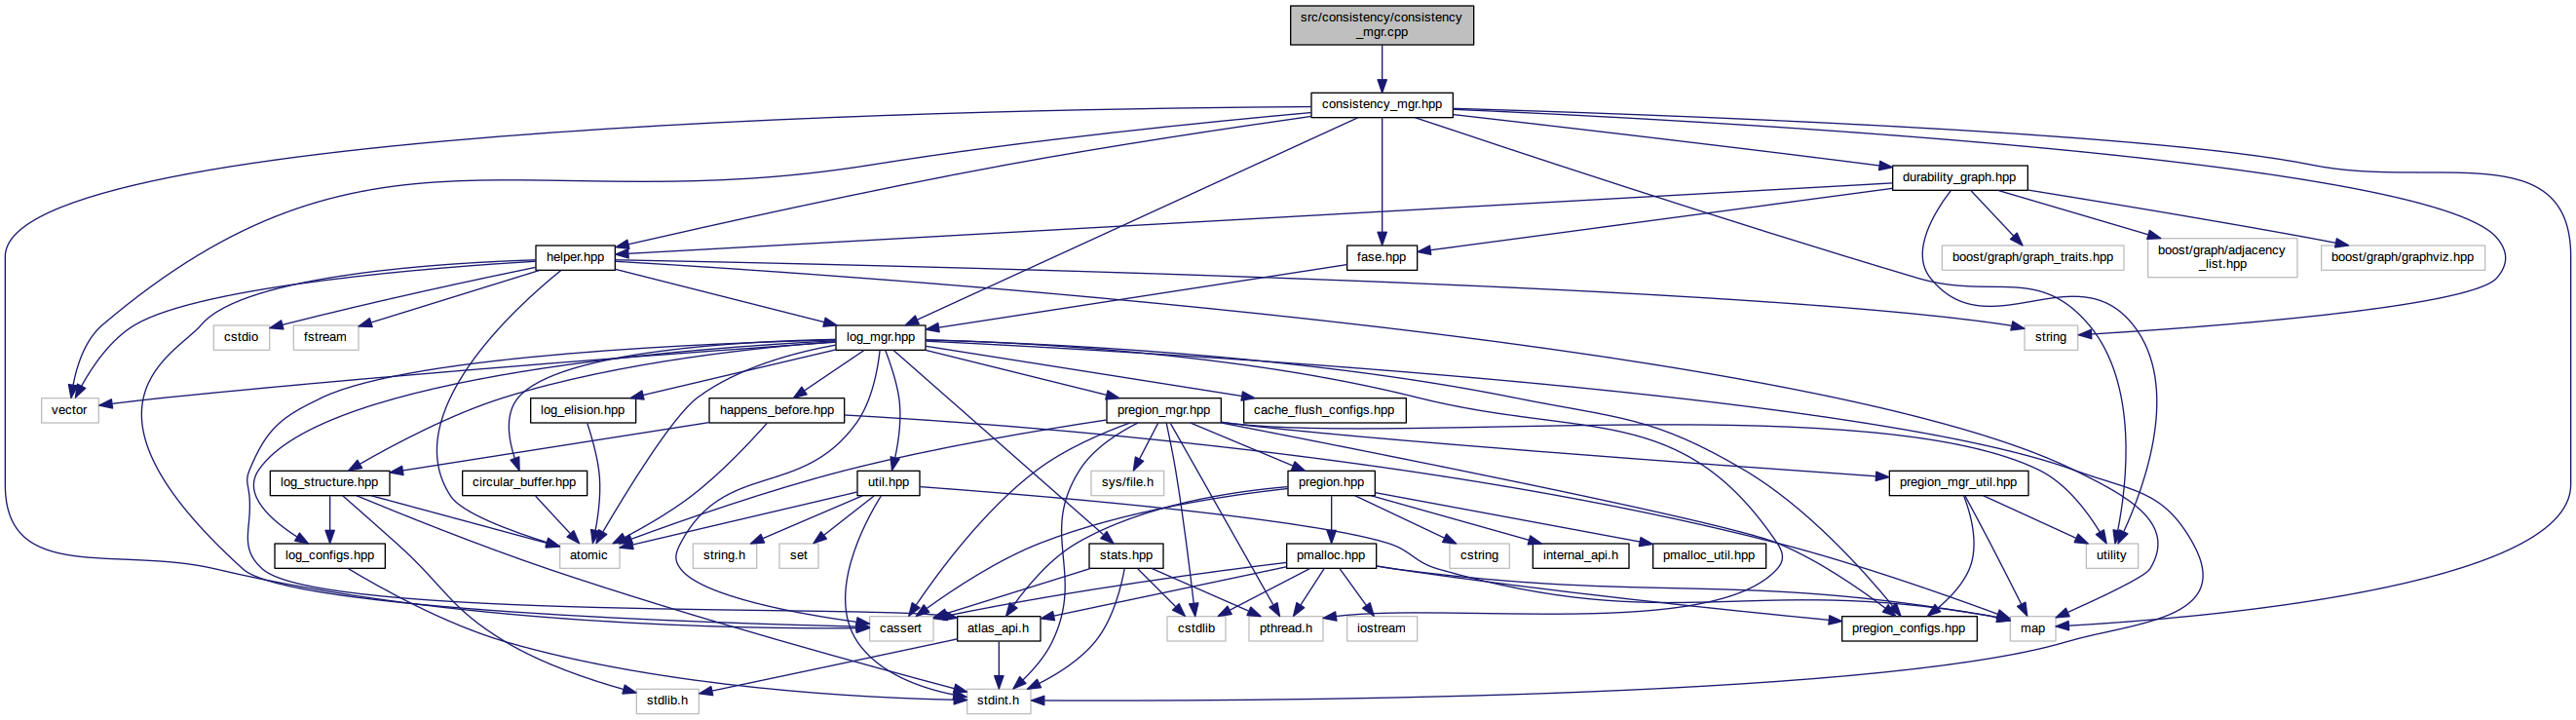 src/consistency/consistency
_mgr.cpp
consistency_mgr.hpp
durability_graph.hpp
helper.hpp
fase.hpp
boost/graph/graph_traits.hpp
boost/graph/adjacency
_list.hpp
boost/graph/graphviz.hpp
cstdio
fstream
log_mgr.hpp
string
vector
log_elision.hpp
happens_before.hpp
pregion_mgr.hpp
cache_flush_configs.hpp
log_structure.hpp
circular_buffer.hpp
util.hpp
sys/file.h
pregion.hpp
pregion_mgr_util.hpp
log_configs.hpp
atomic
string.h
set
stats.hpp
pmalloc.hpp
cstring
internal_api.h
pmalloc_util.hpp
utility
cassert
atlas_api.h
cstdlib
pthread.h
iostream
pregion_configs.hpp
map
stdlib.h
stdint.h